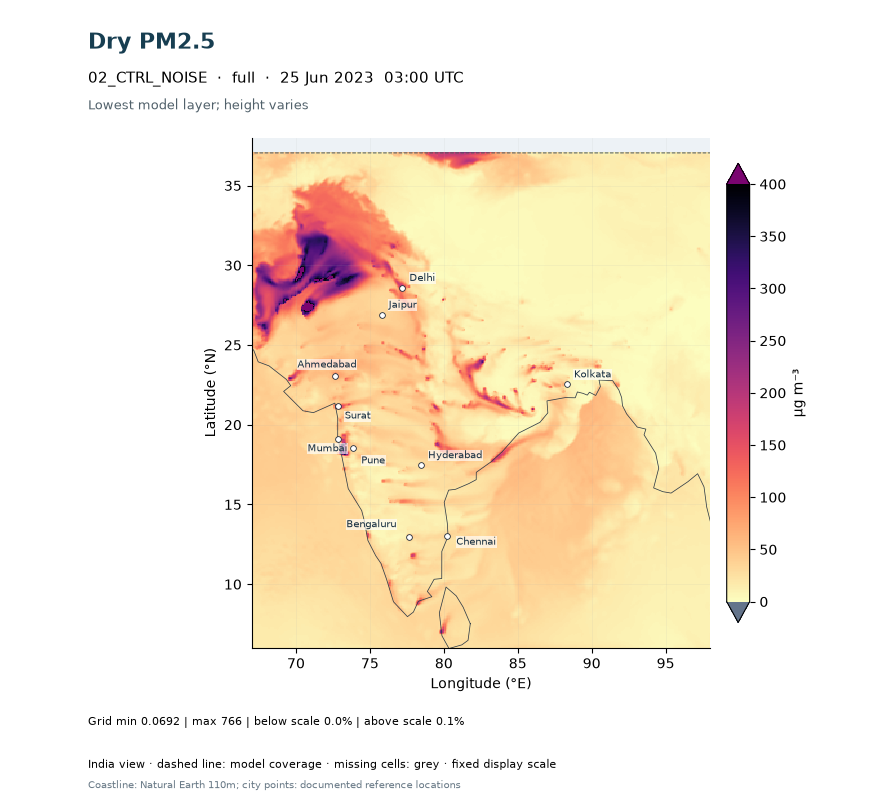 Dry PM2.5
02_CTRL_NOISE · full · 25 Jun 2023 03:00 UTC
Lowest model layer; height varies
35
30
25
20
15
10
Latitude (°N)
Delhi
Jaipur
Ahmedabad
Kolkata
Surat
Mumbai
Pune
Hyderabad
Bengaluru
Chennai
70
75
80
85
90
95
Longitude (°E)
400
350
300
250
200
150
100
50
0
μg m⁻³
Grid min 0.0692 | max 766 | below scale 0.0% | above scale 0.1%
India view · dashed line: model coverage · missing cells: grey · fixed display scale
Coastline: Natural Earth 110m; city points: documented reference locations